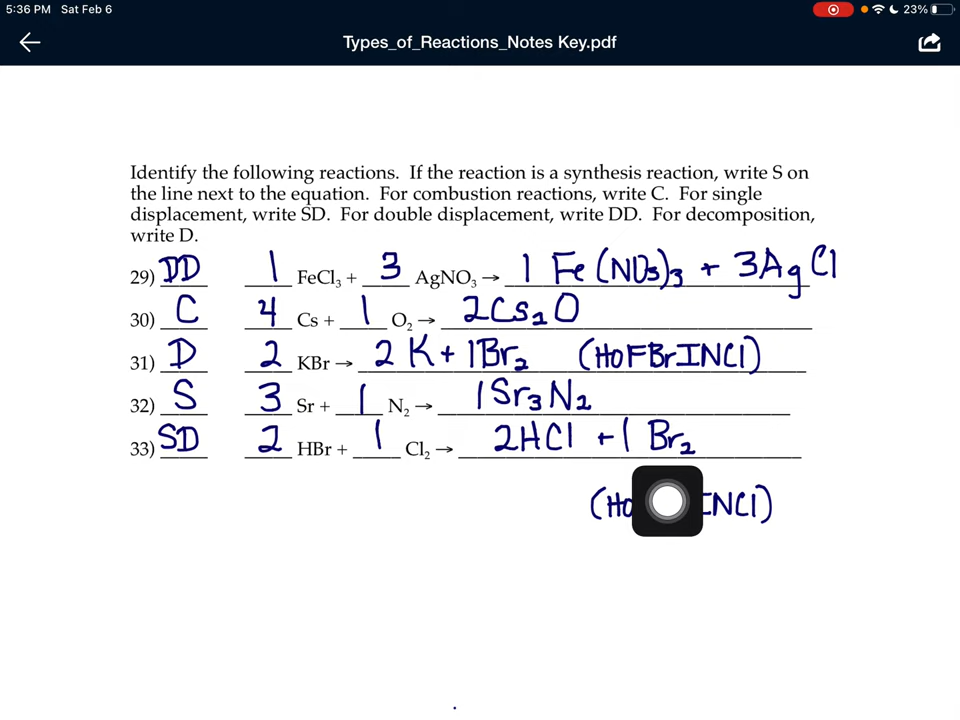 5:36 PM Sat Feb 6
23%
Types_of_Reactions_Notes Key.pdf
Identify the following reactions. If the reaction is a synthesis reaction, write S on
the line next to the equation. For combustion reactions, write C. For single
displacement, write SD. For double displacement, write DD. For decomposition,
write D.
29) DD 1 FeCl₃ + 3 AgNO₃ → 1 Fe(NO₃)₃ + 3AgCl
30) C 4 Cs + 1 O₂ → 2Cs₂O
31) D 2 KBr → 2 K + 1Br₂ (HOFBrINCl)
32) S 3 Sr + 1 N₂ → 1Sr₃N₂
33) SD 2 HBr + 1 Cl₂ → 2HCl + 1 Br₂